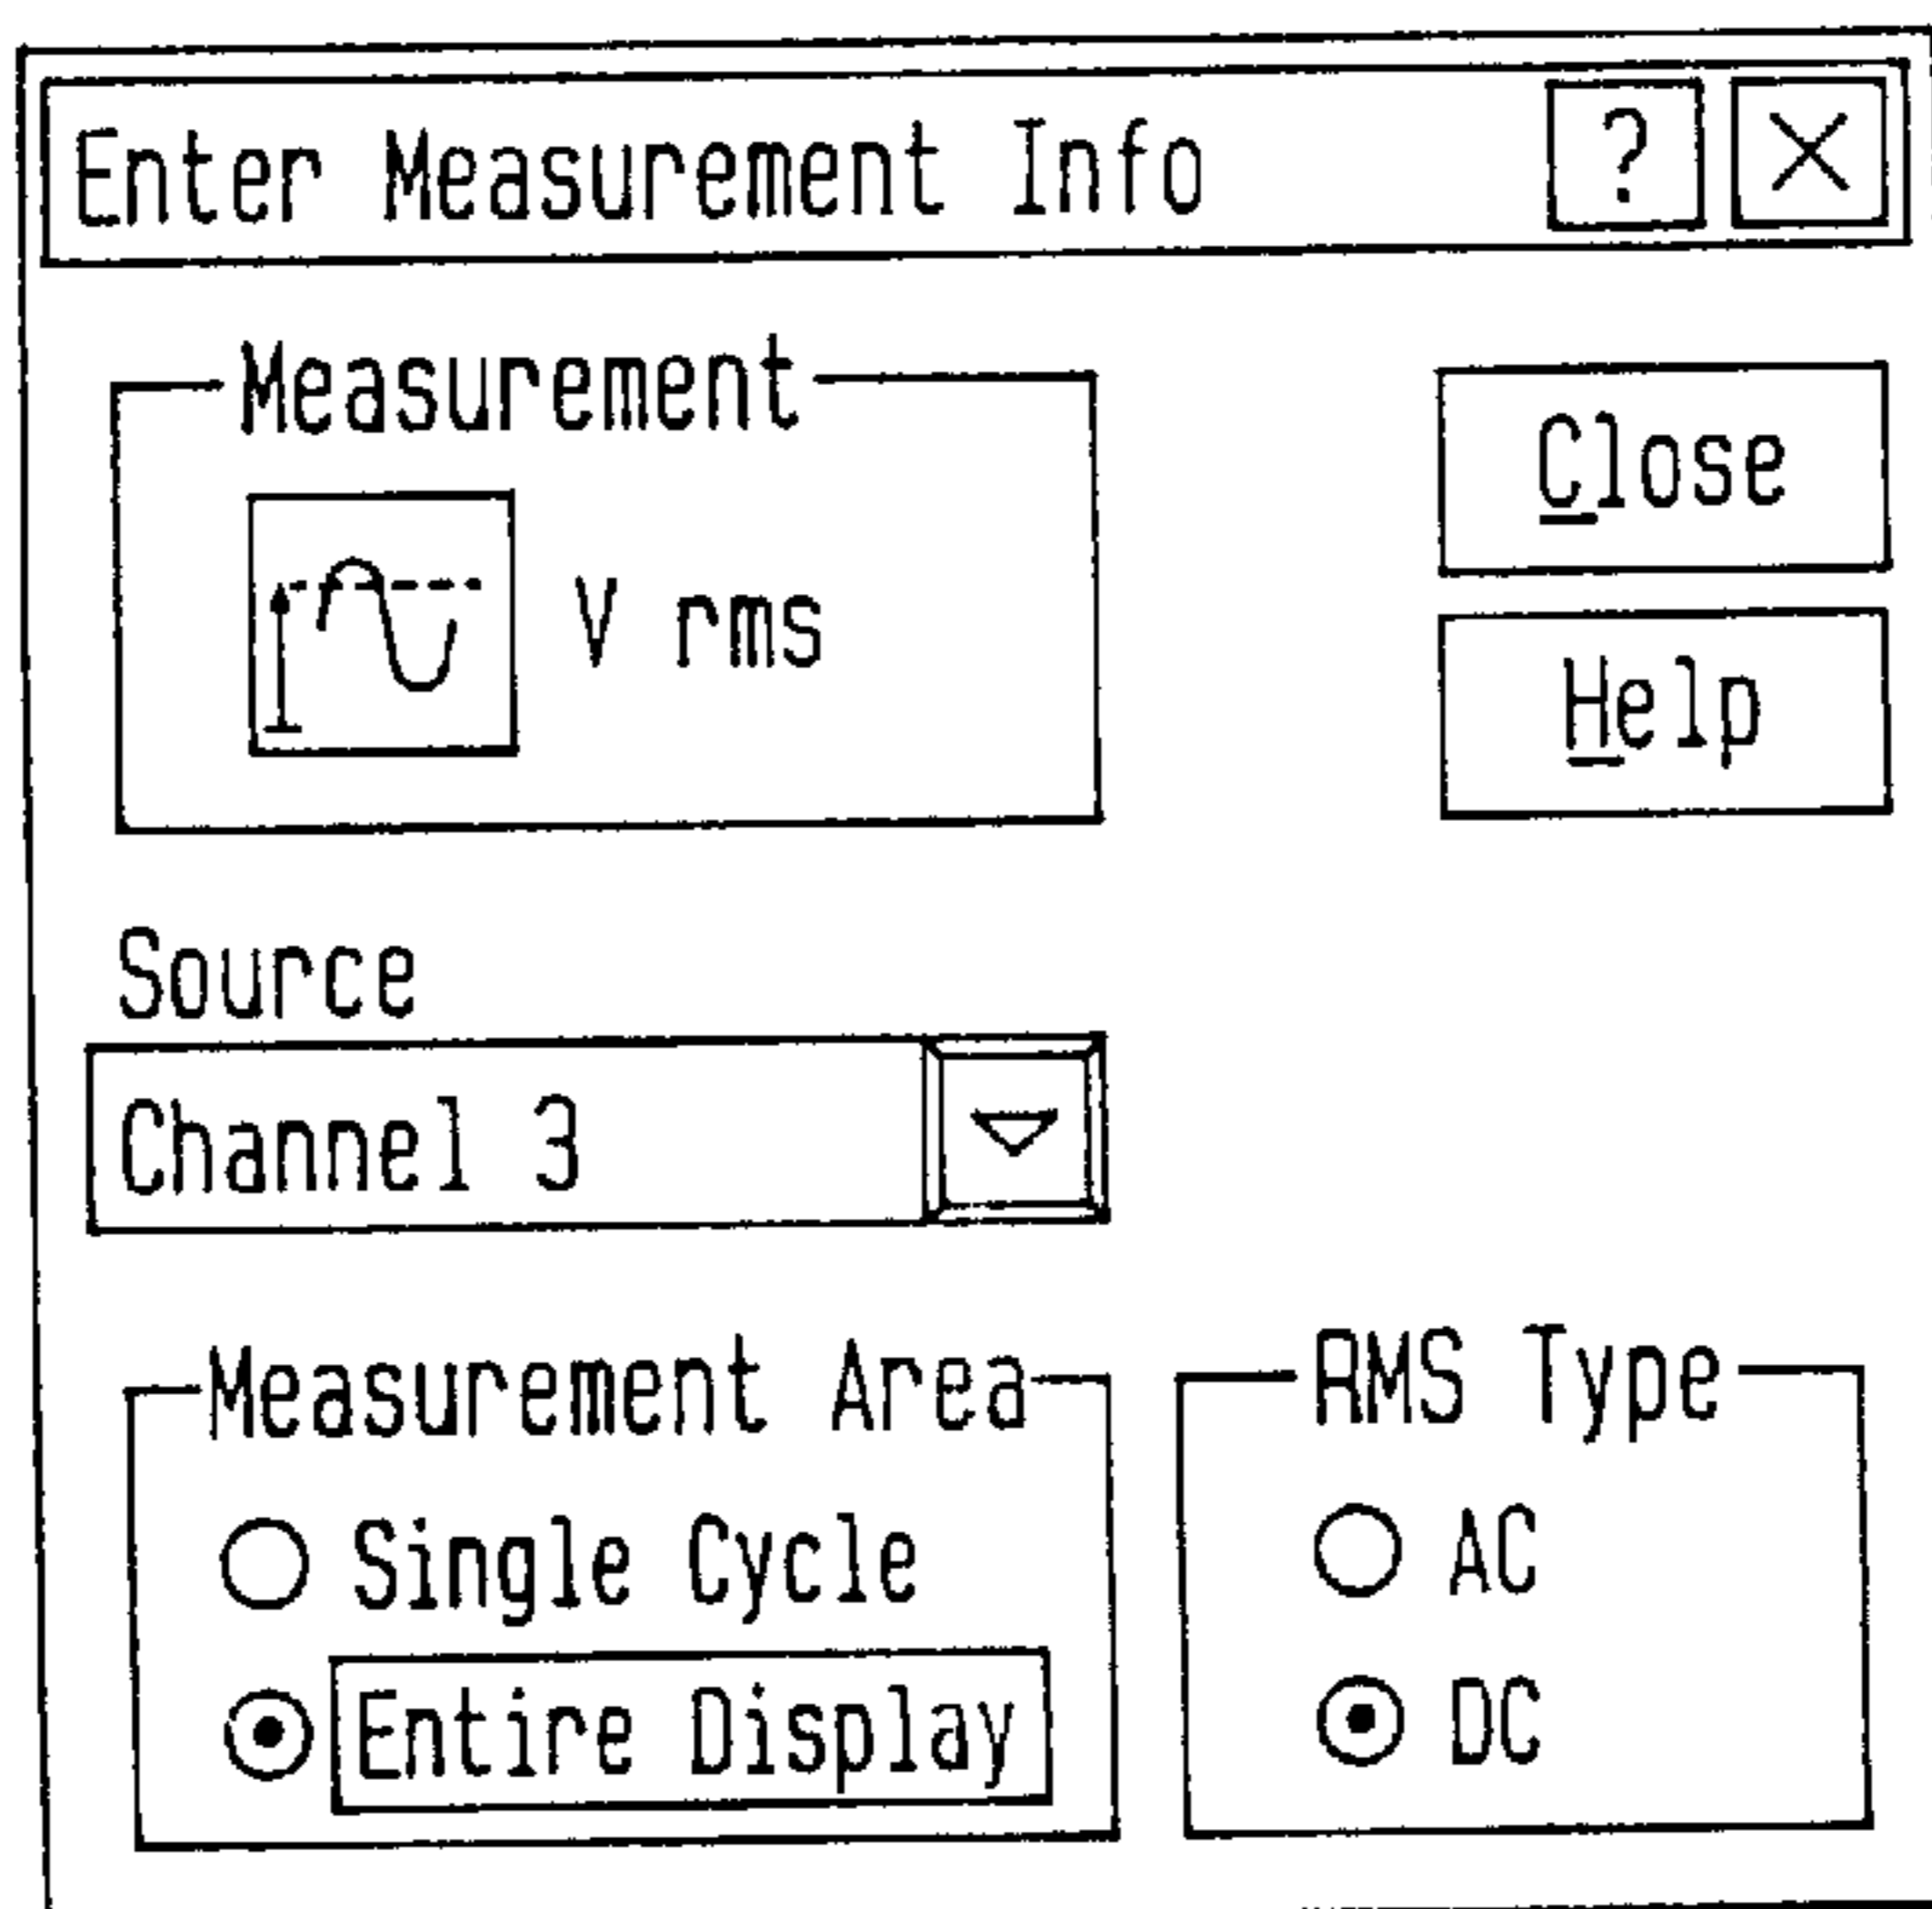 Enter Measurement Info ? X
Measurement
V rms
Close
Help
Source
Channel 3
Measurement Area
Single Cycle
Entire Display
RMS Type
AC
DC